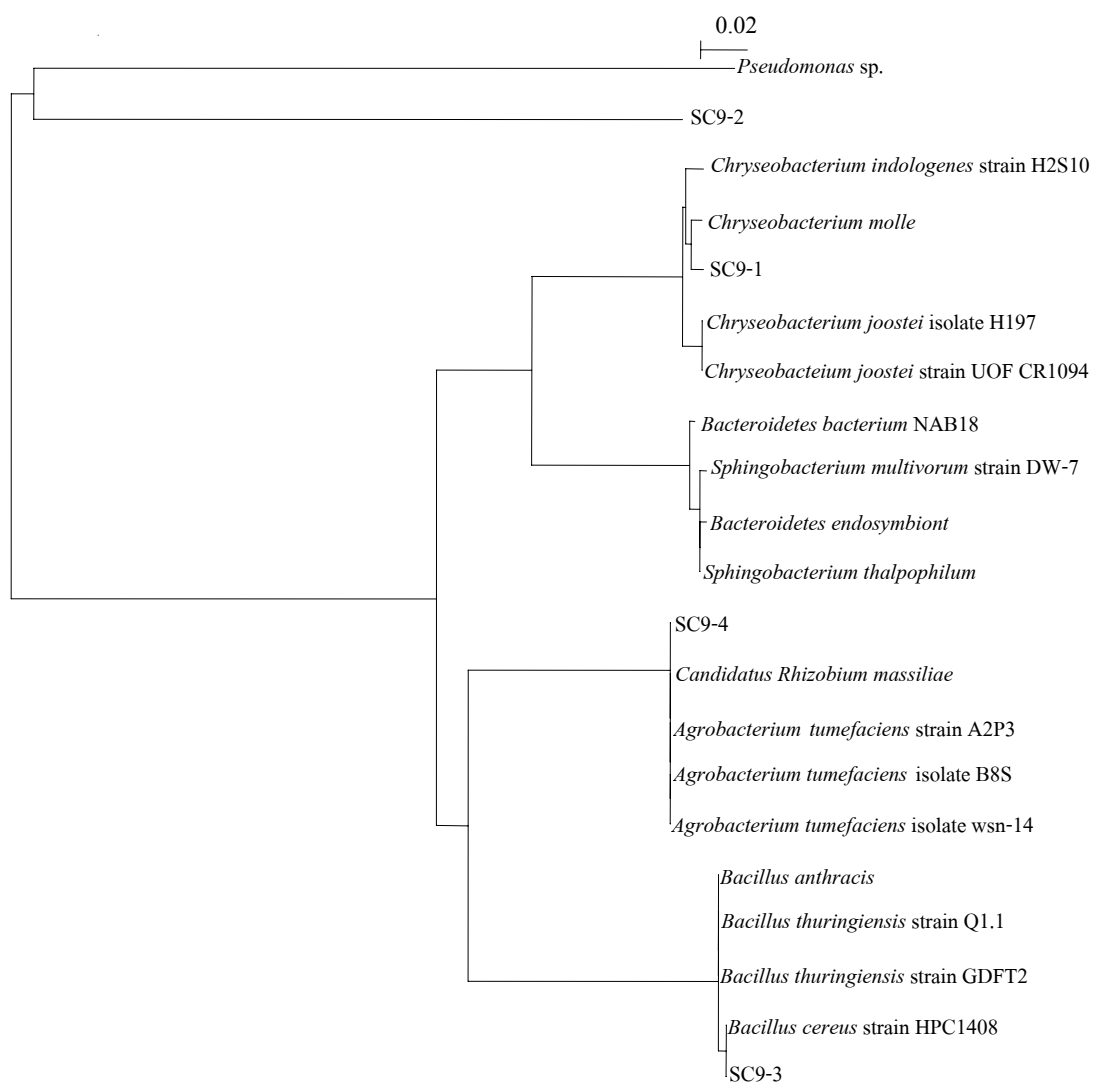 0.02
Pseudomonas sp.
SC9-2
Chryseobacterium indologenes strain H2S10
Chryseobacterium molle
SC9-1
Chryseobacterium joostei isolate H197
Chryseobacteium joostei strain UOF CR1094
Bacteroidetes bacterium NAB18
Sphingobacterium multivorum strain DW-7
Bacteroidetes endosymbiont
Sphingobacterium thalpophilum
SC9-4
Candidatus Rhizobium massiliae
Agrobacterium tumefaciens strain A2P3
Agrobacterium tumefaciens isolate B8S
Agrobacterium tumefaciens isolate wsn-14
Bacillus anthracis
Bacillus thuringiensis strain Q1.1
Bacillus thuringiensis strain GDFT2
Bacillus cereus strain HPC1408
SC9-3